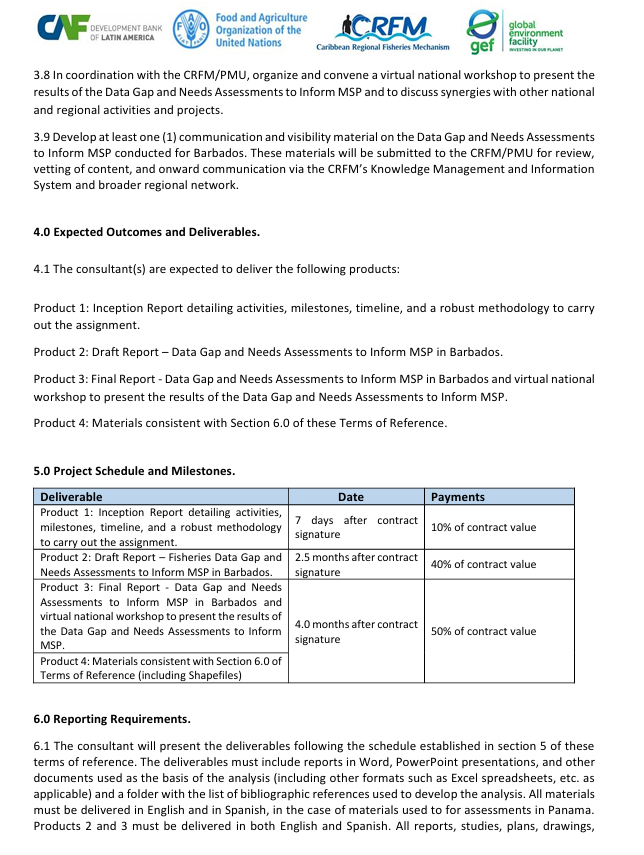 CAF DEVELOPMENT BANK
OF LATIN AMERICA
Food and Agriculture
Organization of the
United Nations
CRFM
Caribbean Regional Fisheries Mechanism
gef
global
environment
facility
INVESTING IN OUR PLANET
3.8 In coordination with the CRFM/PMU, organize and convene a virtual national workshop to present the
results of the Data Gap and Needs Assessments to Inform MSP and to discuss synergies with other national
and regional activities and projects.
3.9 Develop at least one (1) communication and visibility material on the Data Gap and Needs Assessments
to Inform MSP conducted for Barbados. These materials will be submitted to the CRFM/PMU for review,
vetting of content, and onward communication via the CRFM's Knowledge Management and Information
System and broader regional network.
4.0 Expected Outcomes and Deliverables.
4.1 The consultant(s) are expected to deliver the following products:
Product 1: Inception Report detailing activities, milestones, timeline, and a robust methodology to carry
out the assignment.
Product 2: Draft Report – Data Gap and Needs Assessments to Inform MSP in Barbados.
Product 3: Final Report - Data Gap and Needs Assessments to Inform MSP in Barbados and virtual national
workshop to present the results of the Data Gap and Needs Assessments to Inform MSP.
Product 4: Materials consistent with Section 6.0 of these Terms of Reference.
5.0 Project Schedule and Milestones.
Deliverable Date Payments
Product 1: Inception Report detailing activities,
milestones, timeline, and a robust methodology
to carry out the assignment.
7 days after contract
signature
10% of contract value
Product 2: Draft Report – Fisheries Data Gap and
Needs Assessments to Inform MSP in Barbados.
2.5 months after contract
signature
40% of contract value
Product 3: Final Report - Data Gap and Needs
Assessments to Inform MSP in Barbados and
virtual national workshop to present the results of
the Data Gap and Needs Assessments to Inform
MSP.
4.0 months after contract
signature
50% of contract value
Product 4: Materials consistent with Section 6.0 of
Terms of Reference (including Shapefiles)
6.0 Reporting Requirements.
6.1 The consultant will present the deliverables following the schedule established in section 5 of these
terms of reference. The deliverables must include reports in Word, PowerPoint presentations, and other
documents used as the basis of the analysis (including other formats such as Excel spreadsheets, etc. as
applicable) and a folder with the list of bibliographic references used to develop the analysis. All materials
must be delivered in English and in Spanish, in the case of materials used to for assessments in Panama.
Products 2 and 3 must be delivered in both English and Spanish. All reports, studies, plans, drawings,